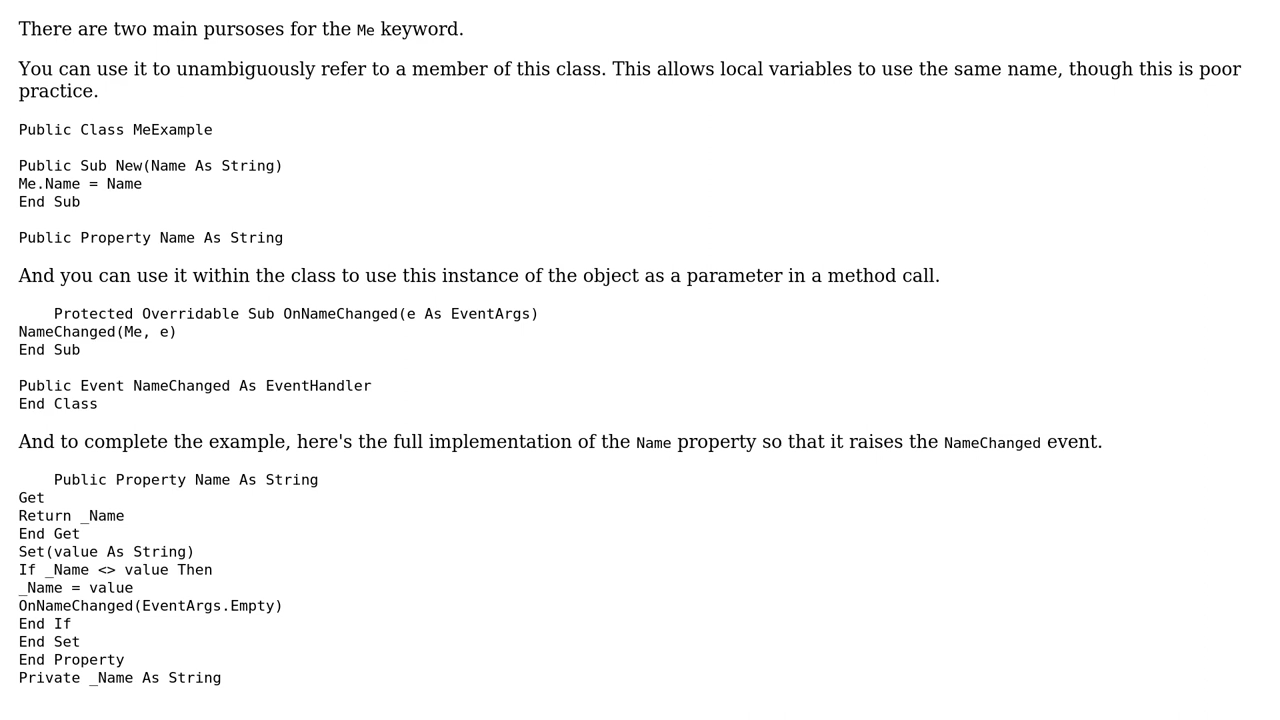 There are two main pursoses for the Me keyword.
You can use it to unambiguously refer to a member of this class. This allows local variables to use the same name, though this is poor
practice.
Public Class MeExample
Public Sub New(Name As String)
Me.Name = Name
End Sub
Public Property Name As String
And you can use it within the class to use this instance of the object as a parameter in a method call.
    Protected Overridable Sub OnNameChanged(e As EventArgs)
NameChanged(Me, e)
End Sub
Public Event NameChanged As EventHandler
End Class
And to complete the example, here's the full implementation of the Name property so that it raises the NameChanged event.
    Public Property Name As String
Get
Return _Name
End Get
Set(value As String)
If _Name <> value Then
_Name = value
OnNameChanged(EventArgs.Empty)
End If
End Set
End Property
Private _Name As String